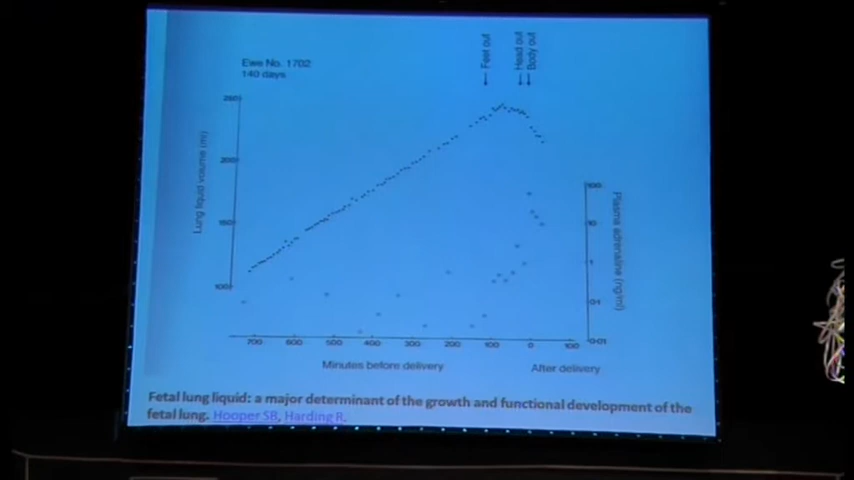 Feet out
Head out
Body out
Ewe No. 1702
140 days
Lung liquid volume (ml)
250
200
150
100
Plasma adrenaline (ng/ml)
100
10
1
0·1
0·01
700 600 500 400 300 200 100 0 100
Minutes before delivery After delivery
Fetal lung liquid: a major determinant of the growth and functional development of the
fetal lung. Hooper SB, Harding R.